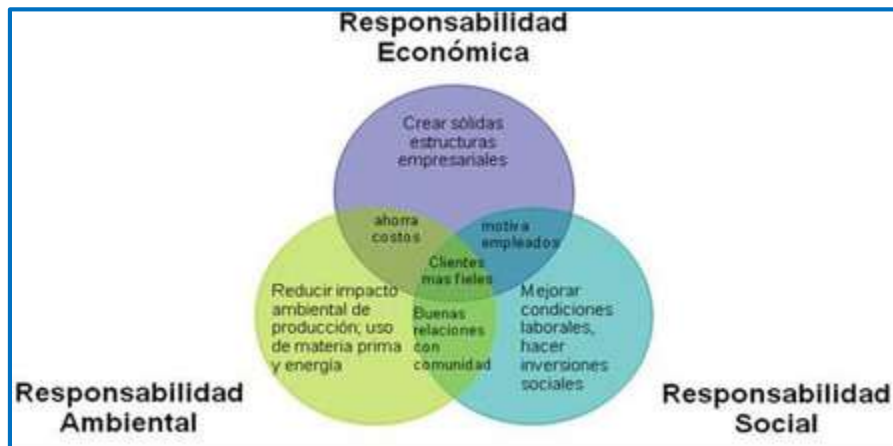 Responsabilidad
Económica
Crear sólidas
estructuras
empresariales
ahorra
costos
motiva
empleados
Clientes
mas fieles
Reducir impacto
ambiental de
producción; uso
de materia prima
y energía
Buenas
relaciones
con
comunidad
Mejorar
condiciones
laborales,
hacer
inversiones
sociales
Responsabilidad
Ambiental
Responsabilidad
Social